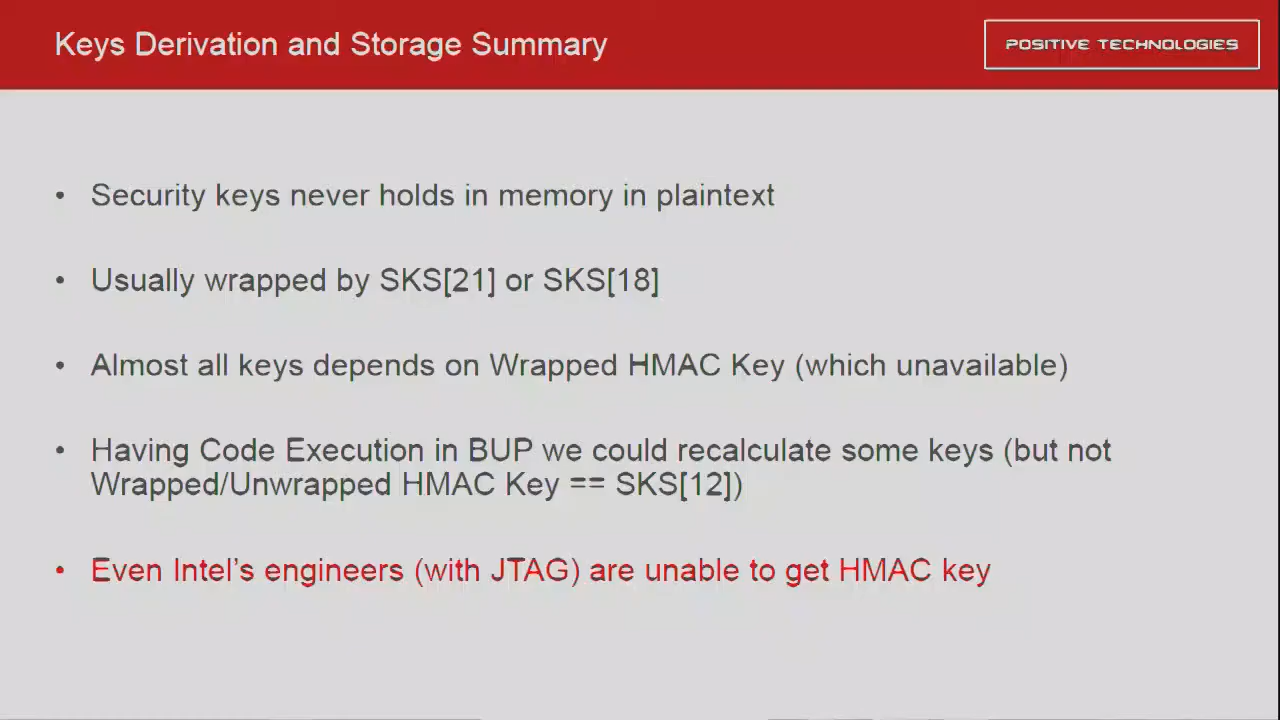 Keys Derivation and Storage Summary
POSITIVE TECHNOLOGIES
• Security keys never holds in memory in plaintext
• Usually wrapped by SKS[21] or SKS[18]
• Almost all keys depends on Wrapped HMAC Key (which unavailable)
• Having Code Execution in BUP we could recalculate some keys (but not
Wrapped/Unwrapped HMAC Key == SKS[12])
• Even Intel’s engineers (with JTAG) are unable to get HMAC key